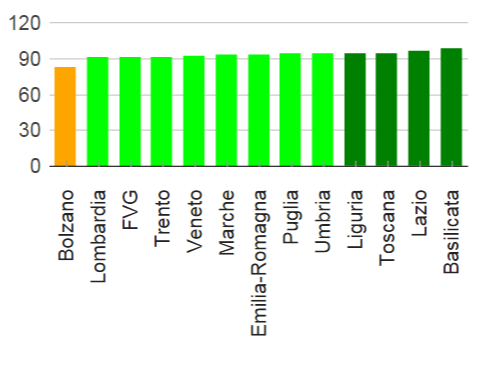 120
90
60
30
0
Bolzano
Lombardia
FVG
Trento
Veneto
Marche
Emilia-Romagna
Puglia
Umbria
Liguria
Toscana
Lazio
Basilicata